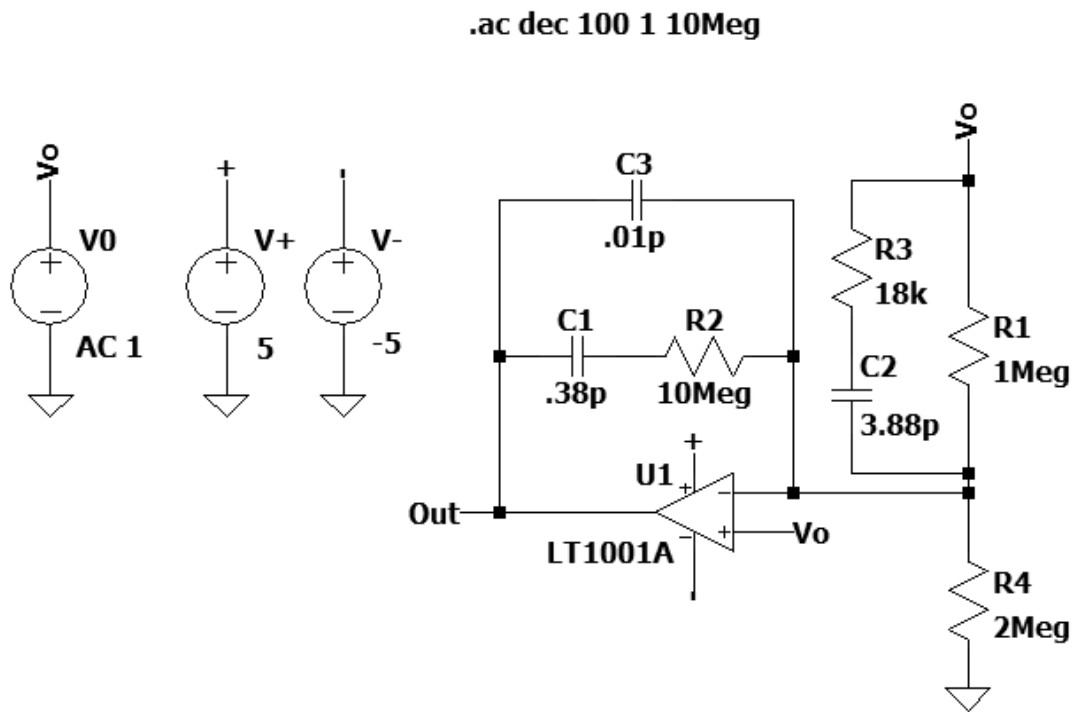 .ac dec 100 1 10Meg
Vo
V0
AC 1
+
V+
5
-
V-
-5
C3
.01p
C1
.38p
R2
10Meg
+
U1
Out
LT1001A
Vo
-
Vo
R3
18k
C2
3.88p
R1
1Meg
R4
2Meg